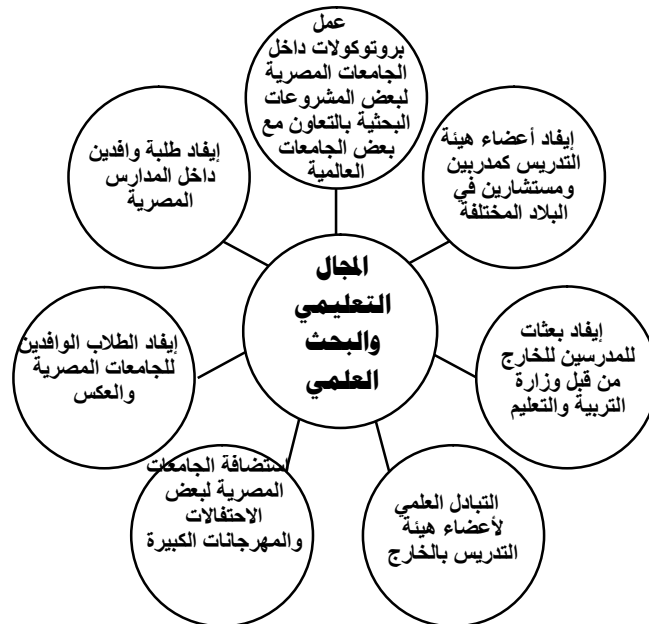 عمل
بروتوكولات داخل
الجامعات المصرية
لبعض المشروعات
البحثية بالتعاون مع
بعض الجامعات
العالمية
إيفاد أعضاء هيئة
التدريس كمدربين
ومستشارين في
البلاد المختلفة
إيفاد بعثات
للمدرسين للخارج
من قبل وزارة
التربية والتعليم
التبادل العلمي
لأعضاء هيئة
التدريس بالخارج
استضافة الجامعات
المصرية لبعض
الاحتفالات
والمهرجانات الكبيرة
إيفاد الطلاب الوافدين
للجامعات المصرية
والعكس
إيفاد طلبة وافدين
داخل المدارس
المصرية
المجال
التعليمي
والبحث
العلمي